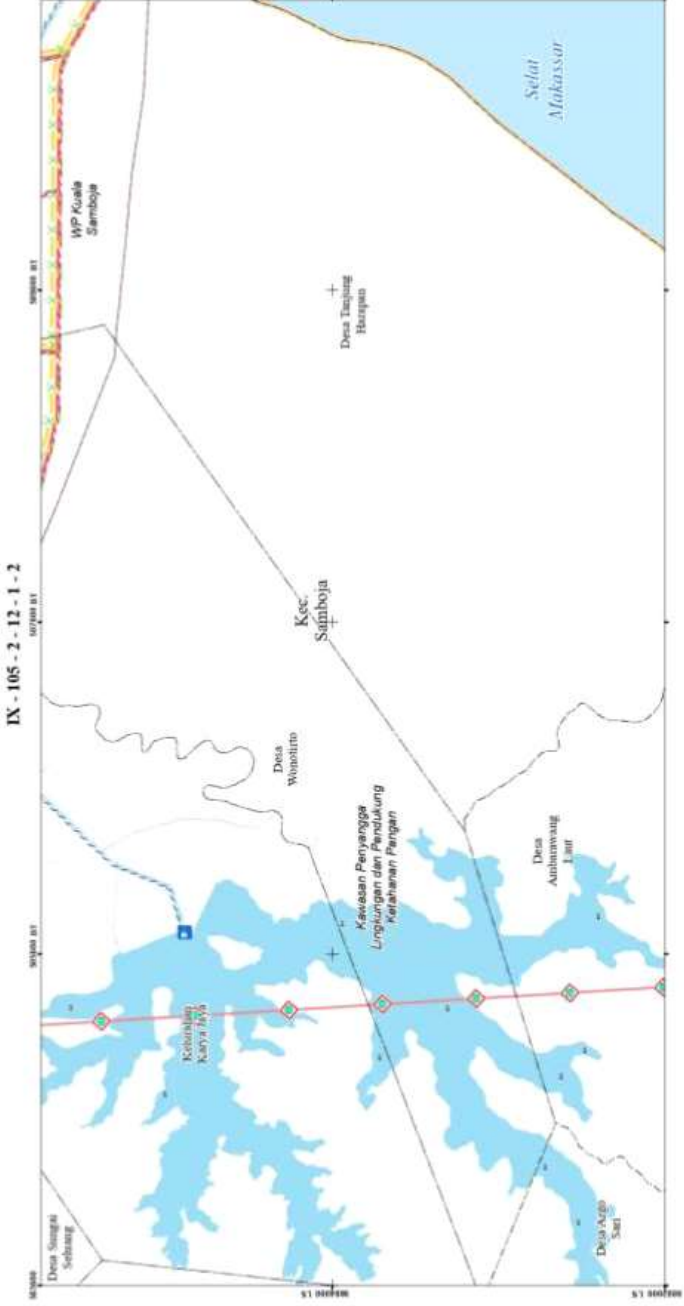 IX - 105 - 2 - 12 - 1 - 2
WP Kuala
Samboja
Selat
Makassar
Desa Tanjung
Harapan
Kec.
Samboja
Desa
Wonotirto
Kawasan Penyangga
Lingkungan dan Pendukung
Ketahanan Pangan
Desa
Ambarawang
Laut
Kelurahan
Karya Jaya
Desa Sungai
Seluang
Desa Argo
Sari